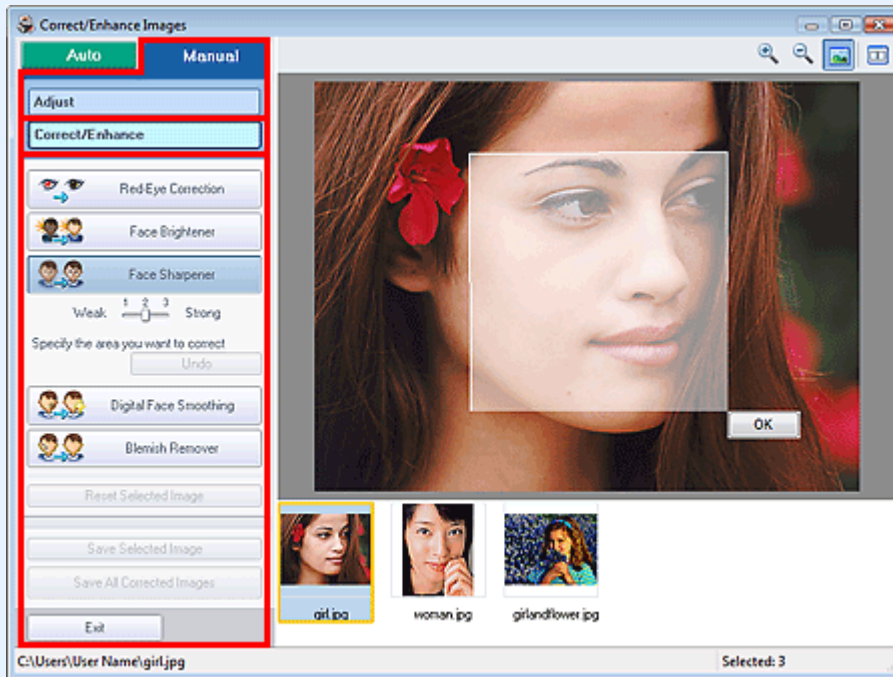 Correct/Enhance Images
Auto Manual
Adjust
Correct/Enhance
Red-Eye Correction
Face Brightener
Face Sharpener
1 2 3
Weak Strong
Specify the area you want to correct
Undo
Digital Face Smoothing
Blemish Remover
Reset Selected Image
Save Selected Image
Save All Corrected Images
Exit
OK
girl.jpg woman.jpg girlandflower.jpg
C:\Users\User Name\girl.jpg Selected: 3